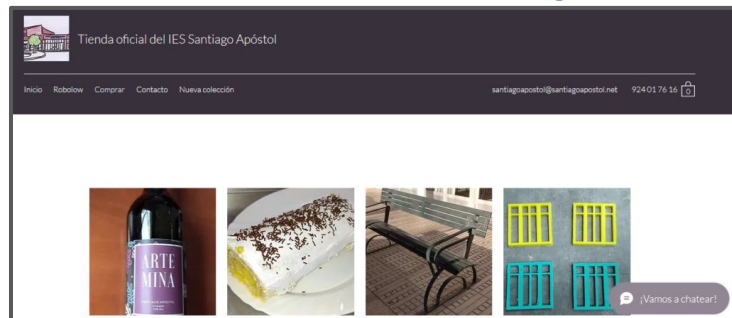 Tienda oficial del IES Santiago Apóstol
Inicio Robolow Comprar Contacto Nueva colección
santiagoapostol@santiagoapostol.net 924 01 76 16 0
ARTE
MINA
¡Vamos a chatear!